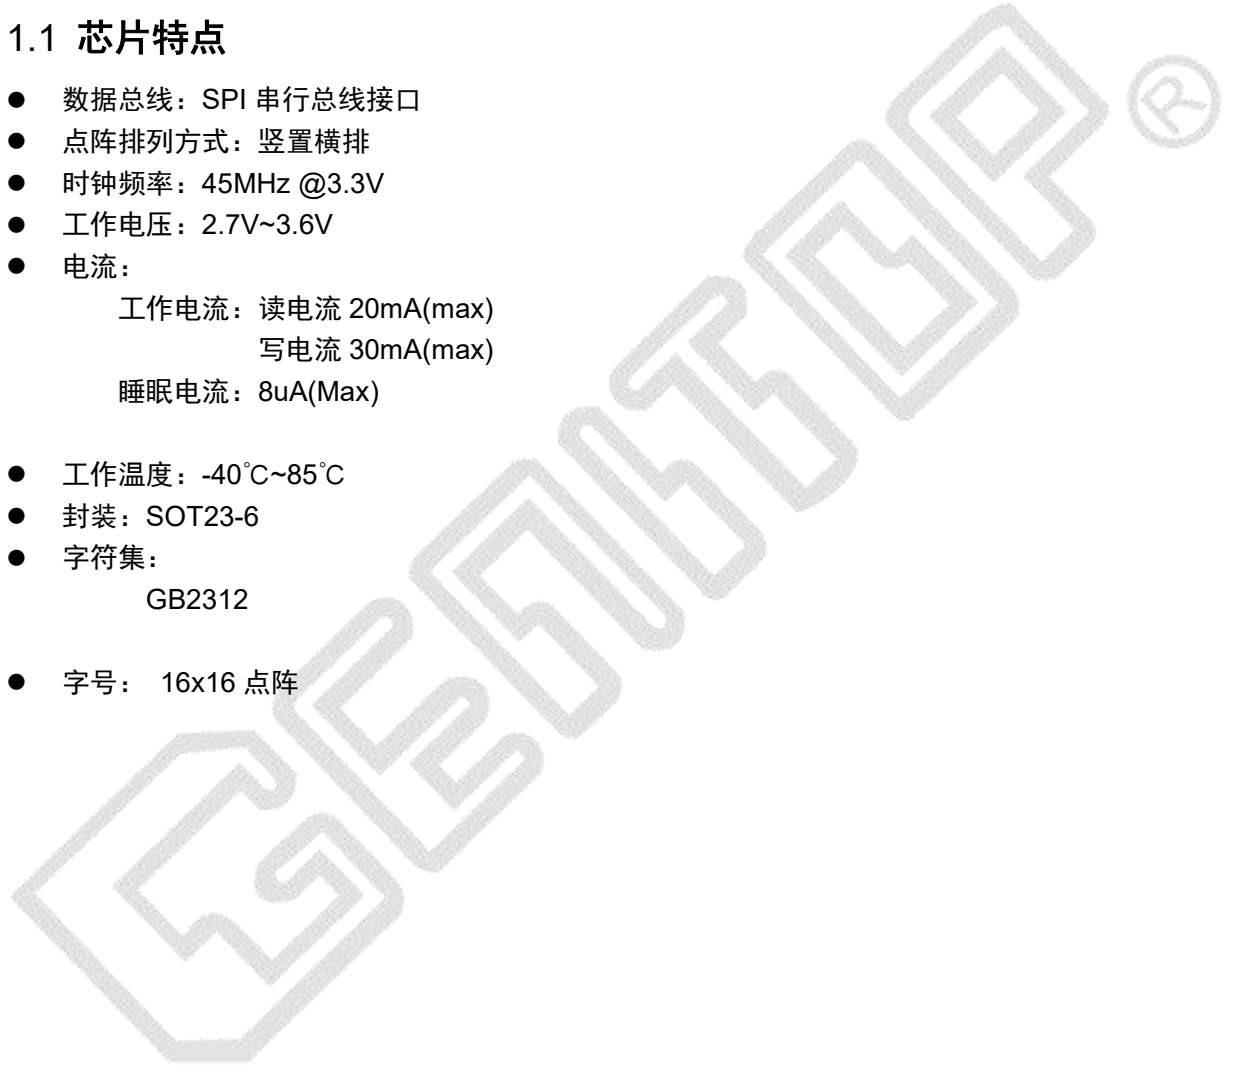 1.1 芯片特点
● 数据总线：SPI 串行总线接口
● 点阵排列方式：竖置横排
● 时钟频率：45MHz @3.3V
● 工作电压：2.7V~3.6V
● 电流：
工作电流：读电流 20mA(max)
写电流 30mA(max)
睡眠电流：8uA(Max)
● 工作温度：-40℃~85℃
● 封装：SOT23-6
● 字符集：
GB2312
● 字号： 16x16 点阵
GENITOP®